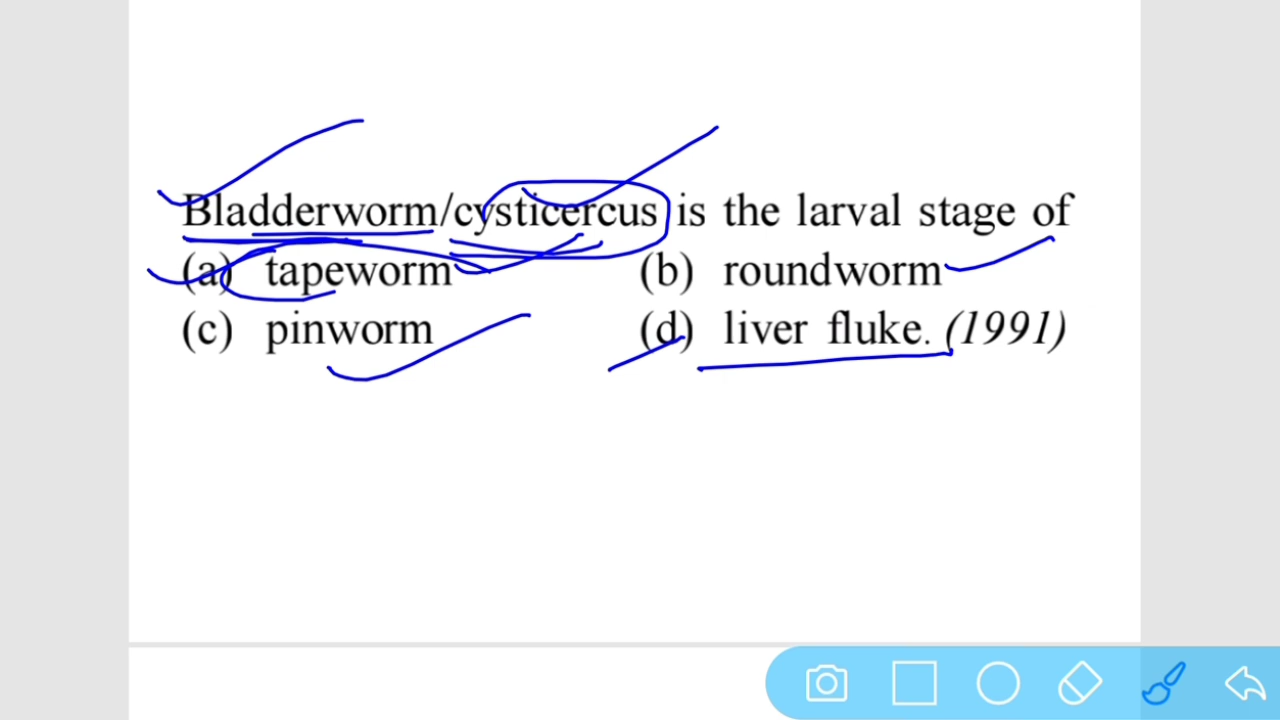 Bladderworm/cysticercus is the larval stage of
(a) tapeworm (b) roundworm
(c) pinworm (d) liver fluke. (1991)